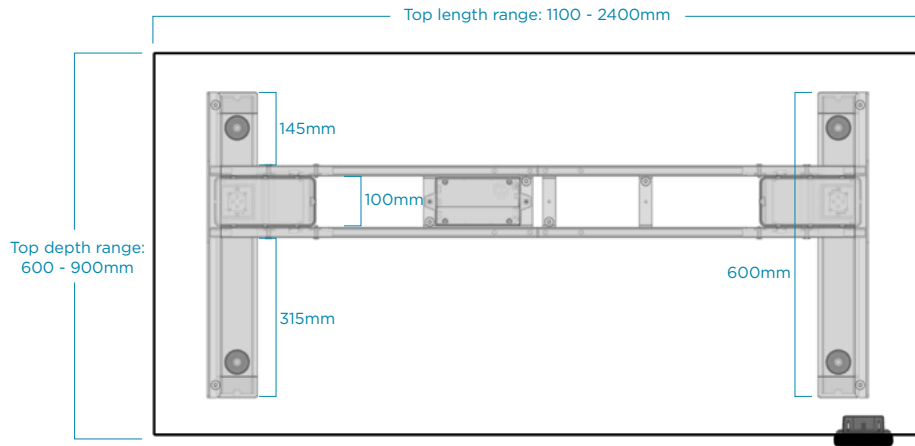 Top length range: 1100 - 2400mm
145mm
100mm
Top depth range:
600 - 900mm
600mm
315mm